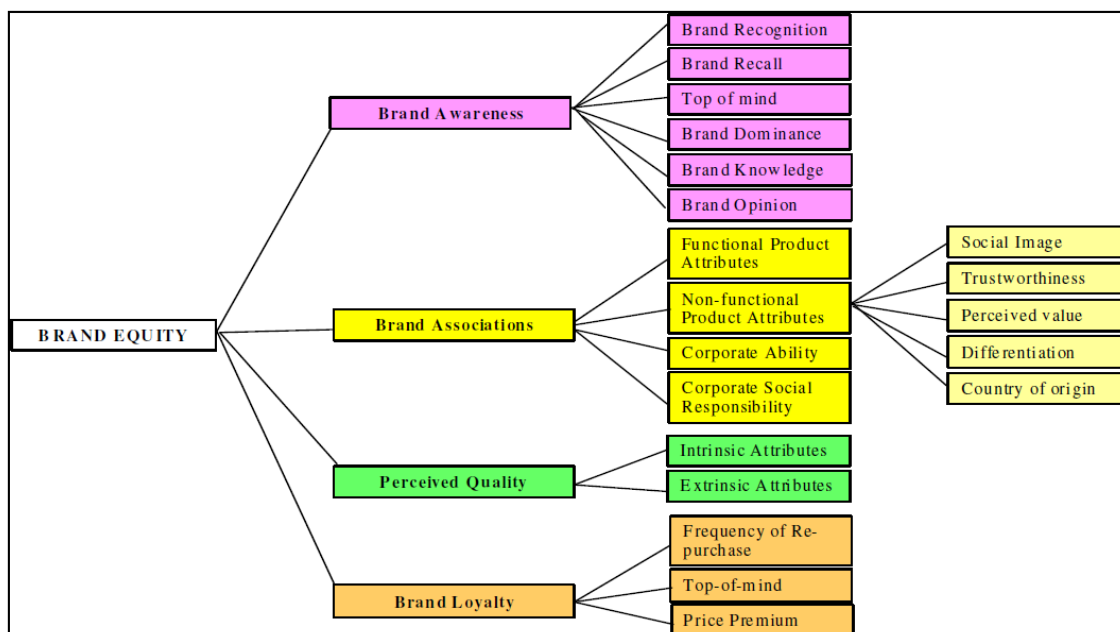 Brand Recognition
Brand Recall
Top of mind
Brand Awareness
Brand Dominance
Brand Knowledge
Brand Opinion
Functional Product
Attributes
Social Image
Trustworthiness
Non-functional
Product Attributes
Perceived value
BRAND EQUITY
Brand Associations
Corporate Ability
Differentiation
Corporate Social
Responsibility
Country of origin
Intrinsic Attributes
Perceived Quality
Extrinsic Attributes
Frequency of Re-
purchase
Top-of-mind
Brand Loyalty
Price Premium